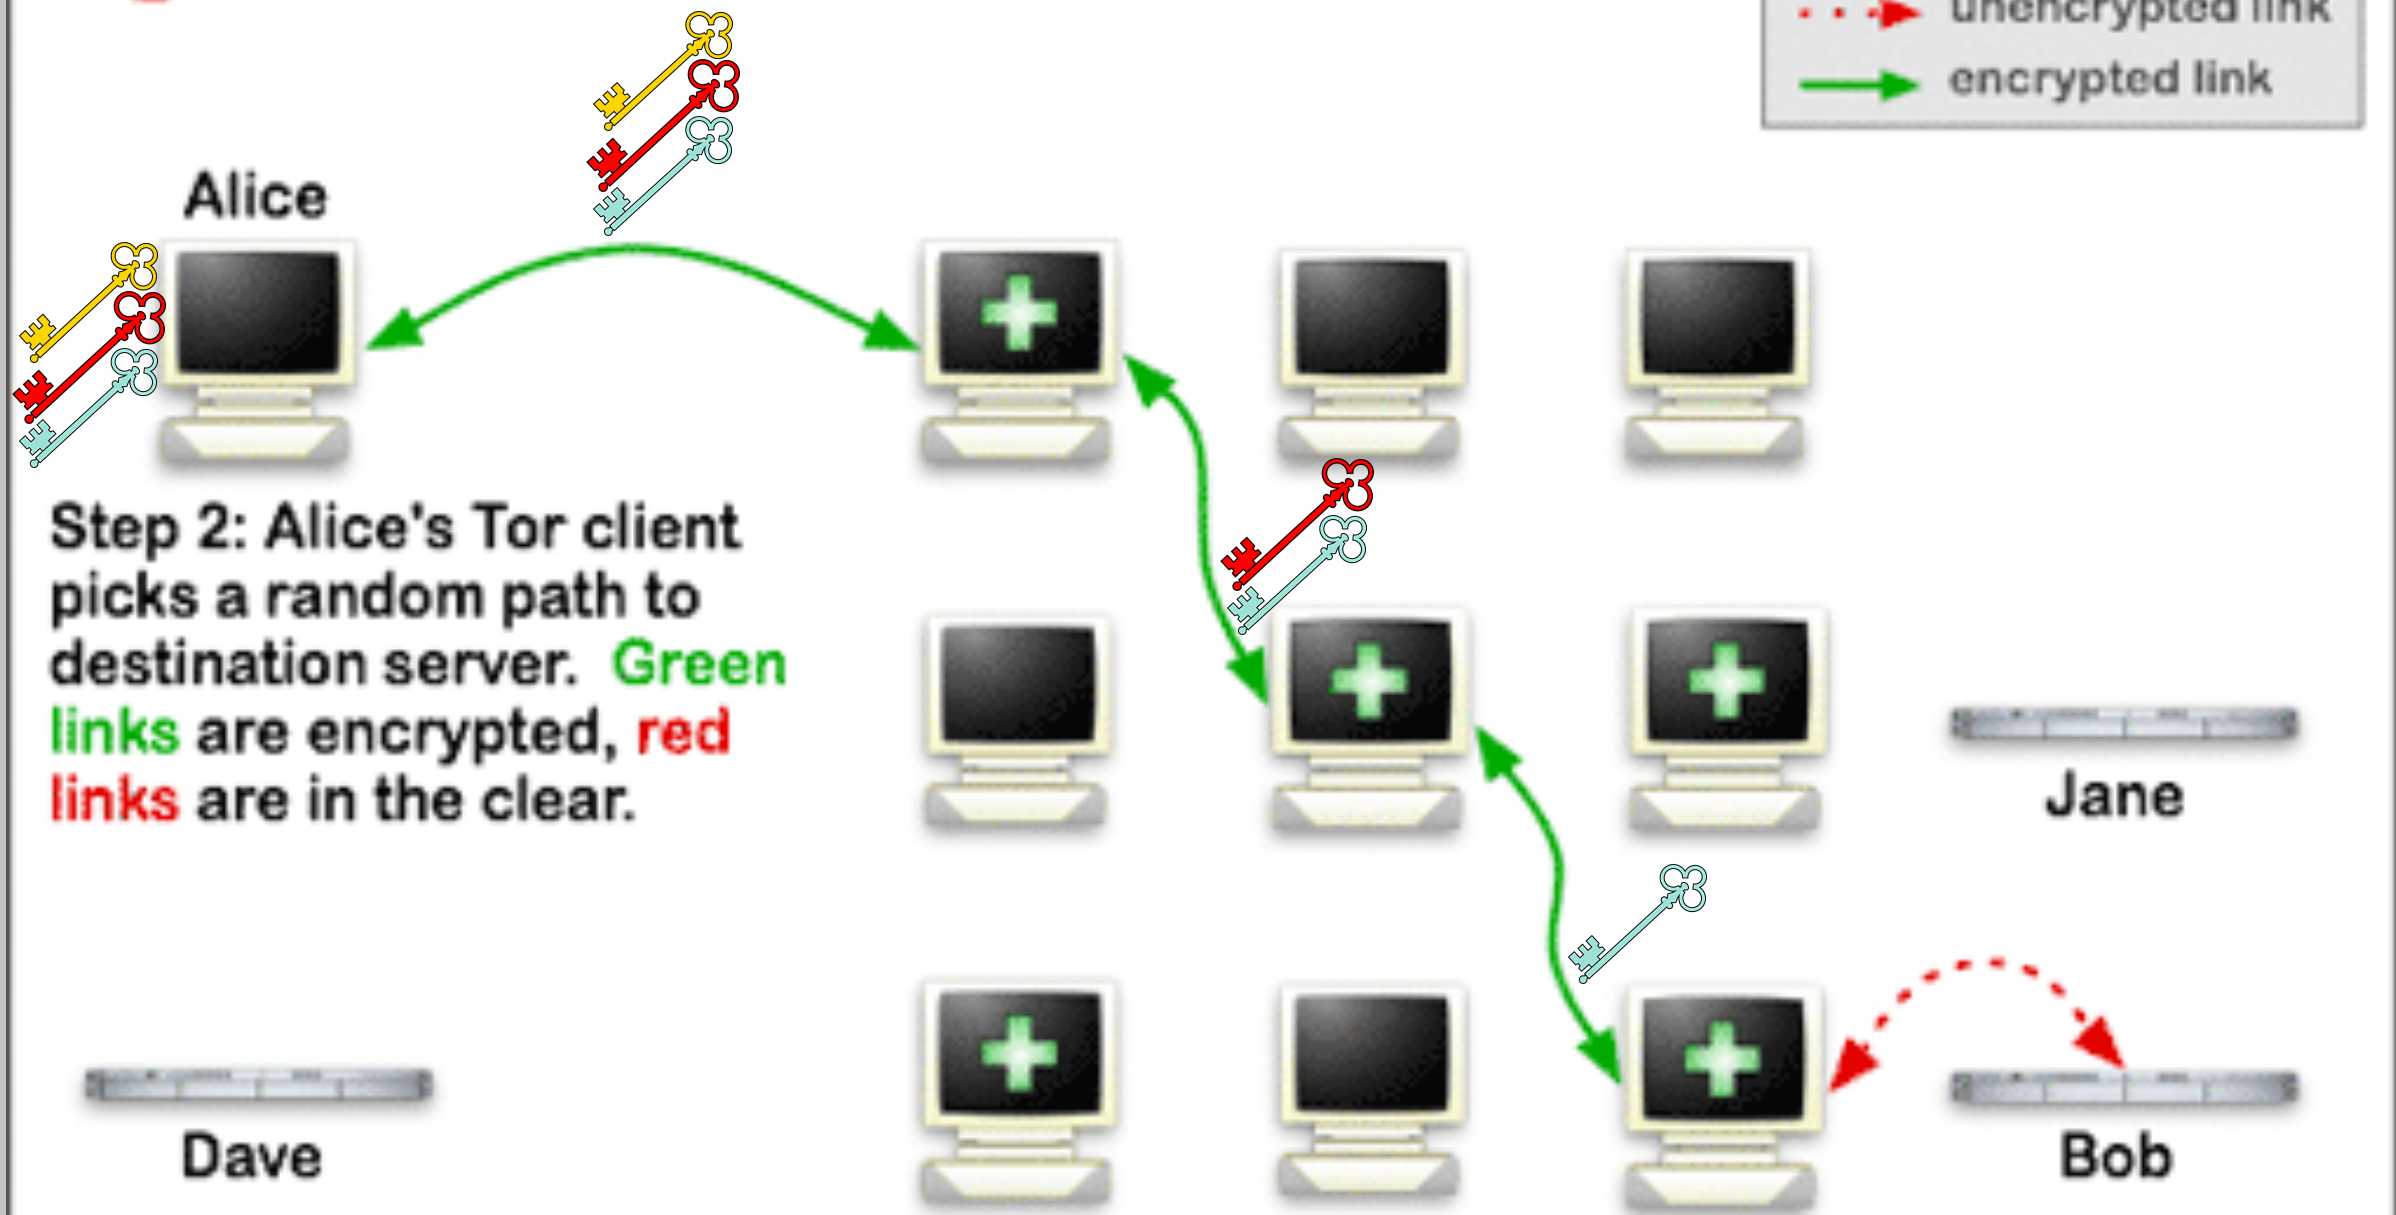 unencrypted link
encrypted link
Alice
Step 2: Alice's Tor client
picks a random path to
destination server. Green
links are encrypted, red
links are in the clear.
Jane
Dave
Bob